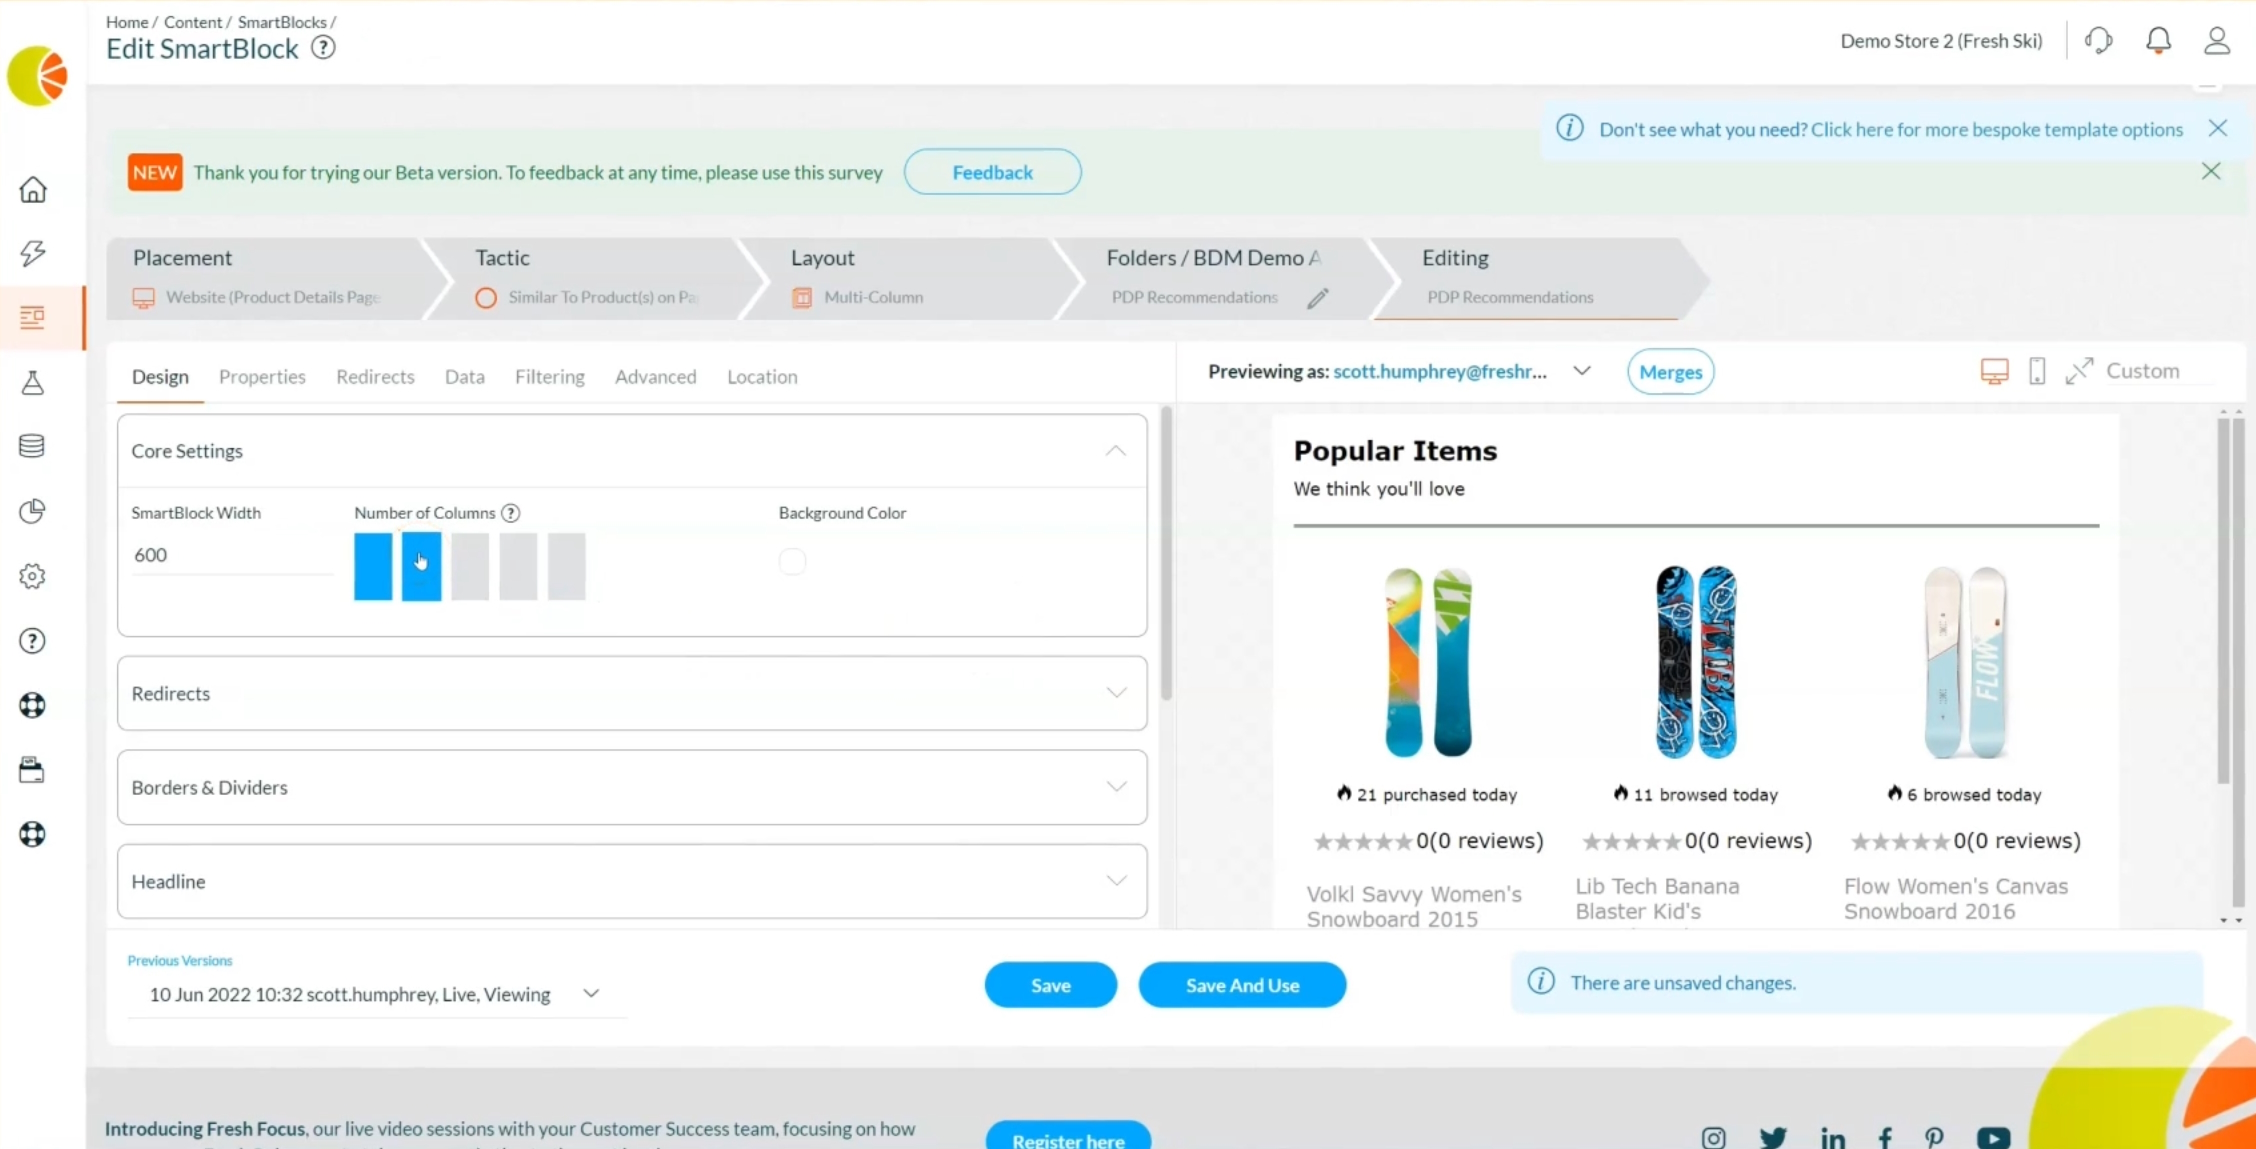 Home / Content / SmartBlocks /
Edit SmartBlock ?
Demo Store 2 (Fresh Ski)
Don't see what you need? Click here for more bespoke template options
NEW Thank you for trying our Beta version. To feedback at any time, please use this survey Feedback
Placement Tactic Layout Folders / BDM Demo A Editing
Website (Product Details Page Similar To Product(s) on Pa Multi-Column PDP Recommendations PDP Recommendations
Design Properties Redirects Data Filtering Advanced Location
Previewing as: scott.humphrey@freshr... Merges Custom
Core Settings
SmartBlock Width Number of Columns ? Background Color
600
Redirects
Borders & Dividers
Headline
Popular Items
We think you'll love
FLOW
21 purchased today 11 browsed today 6 browsed today
0(0 reviews) 0(0 reviews) 0(0 reviews)
Volkl Savvy Women's
Snowboard 2015
Lib Tech Banana
Blaster Kid's
Flow Women's Canvas
Snowboard 2016
Previous Versions
10 Jun 2022 10:32 scott.humphrey, Live, Viewing
Save Save And Use
There are unsaved changes.
Introducing Fresh Focus, our live video sessions with your Customer Success team, focusing on how
Register here